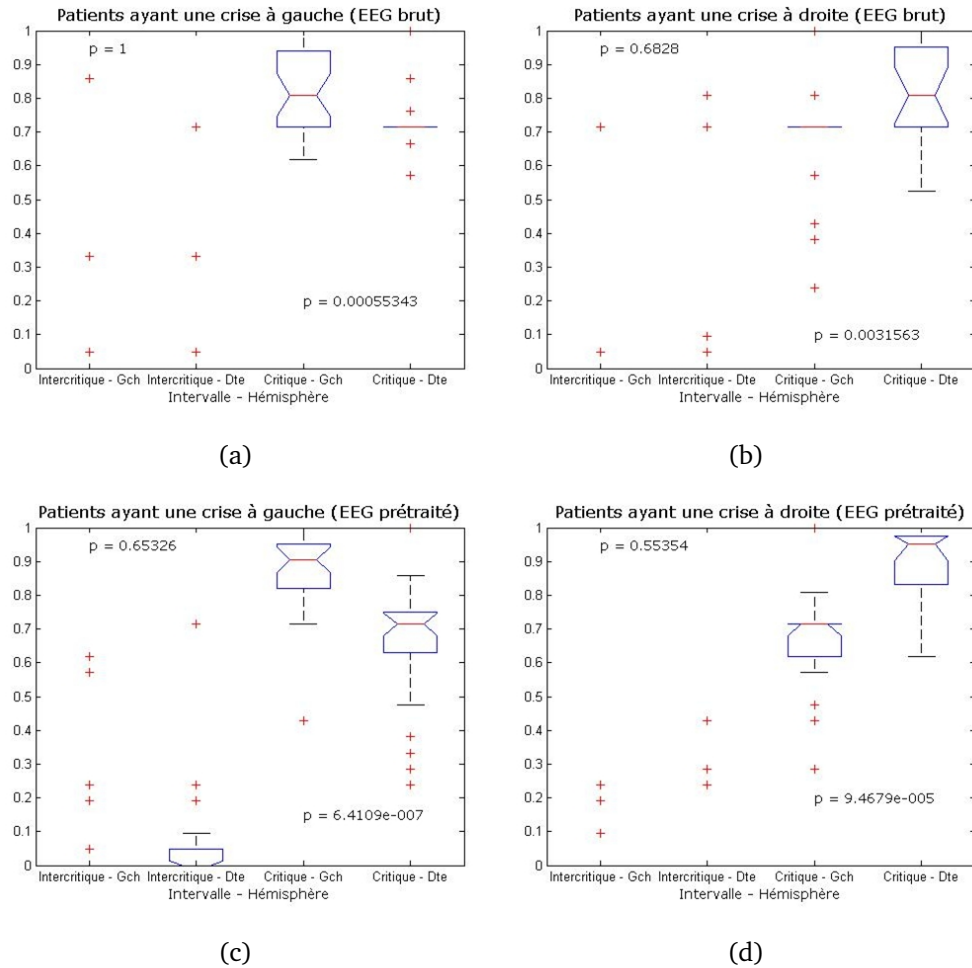 Patients ayant une crise à gauche (EEG brut)
1
0.9
0.8
0.7
0.6
0.5
0.4
0.3
0.2
0.1
0
p = 1
p = 0.00055343
Intercritique - Gch Intercritique - Dte Critique - Gch Critique - Dte
Intervalle - Hémisphère
(a)
Patients ayant une crise à droite (EEG brut)
1
0.9
0.8
0.7
0.6
0.5
0.4
0.3
0.2
0.1
0
p = 0.6828
p = 0.0031563
Intercritique - Gch Intercritique - Dte Critique - Gch Critique - Dte
Intervalle - Hémisphère
(b)
Patients ayant une crise à gauche (EEG prétraité)
1
0.9
0.8
0.7
0.6
0.5
0.4
0.3
0.2
0.1
0
p = 0.65326
p = 6.4109e-007
Intercritique - Gch Intercritique - Dte Critique - Gch Critique - Dte
Intervalle - Hémisphère
(c)
Patients ayant une crise à droite (EEG prétraité)
1
0.9
0.8
0.7
0.6
0.5
0.4
0.3
0.2
0.1
0
p = 0.55354
p = 9.4679e-005
Intercritique - Gch Intercritique - Dte Critique - Gch Critique - Dte
Intervalle - Hémisphère
(d)